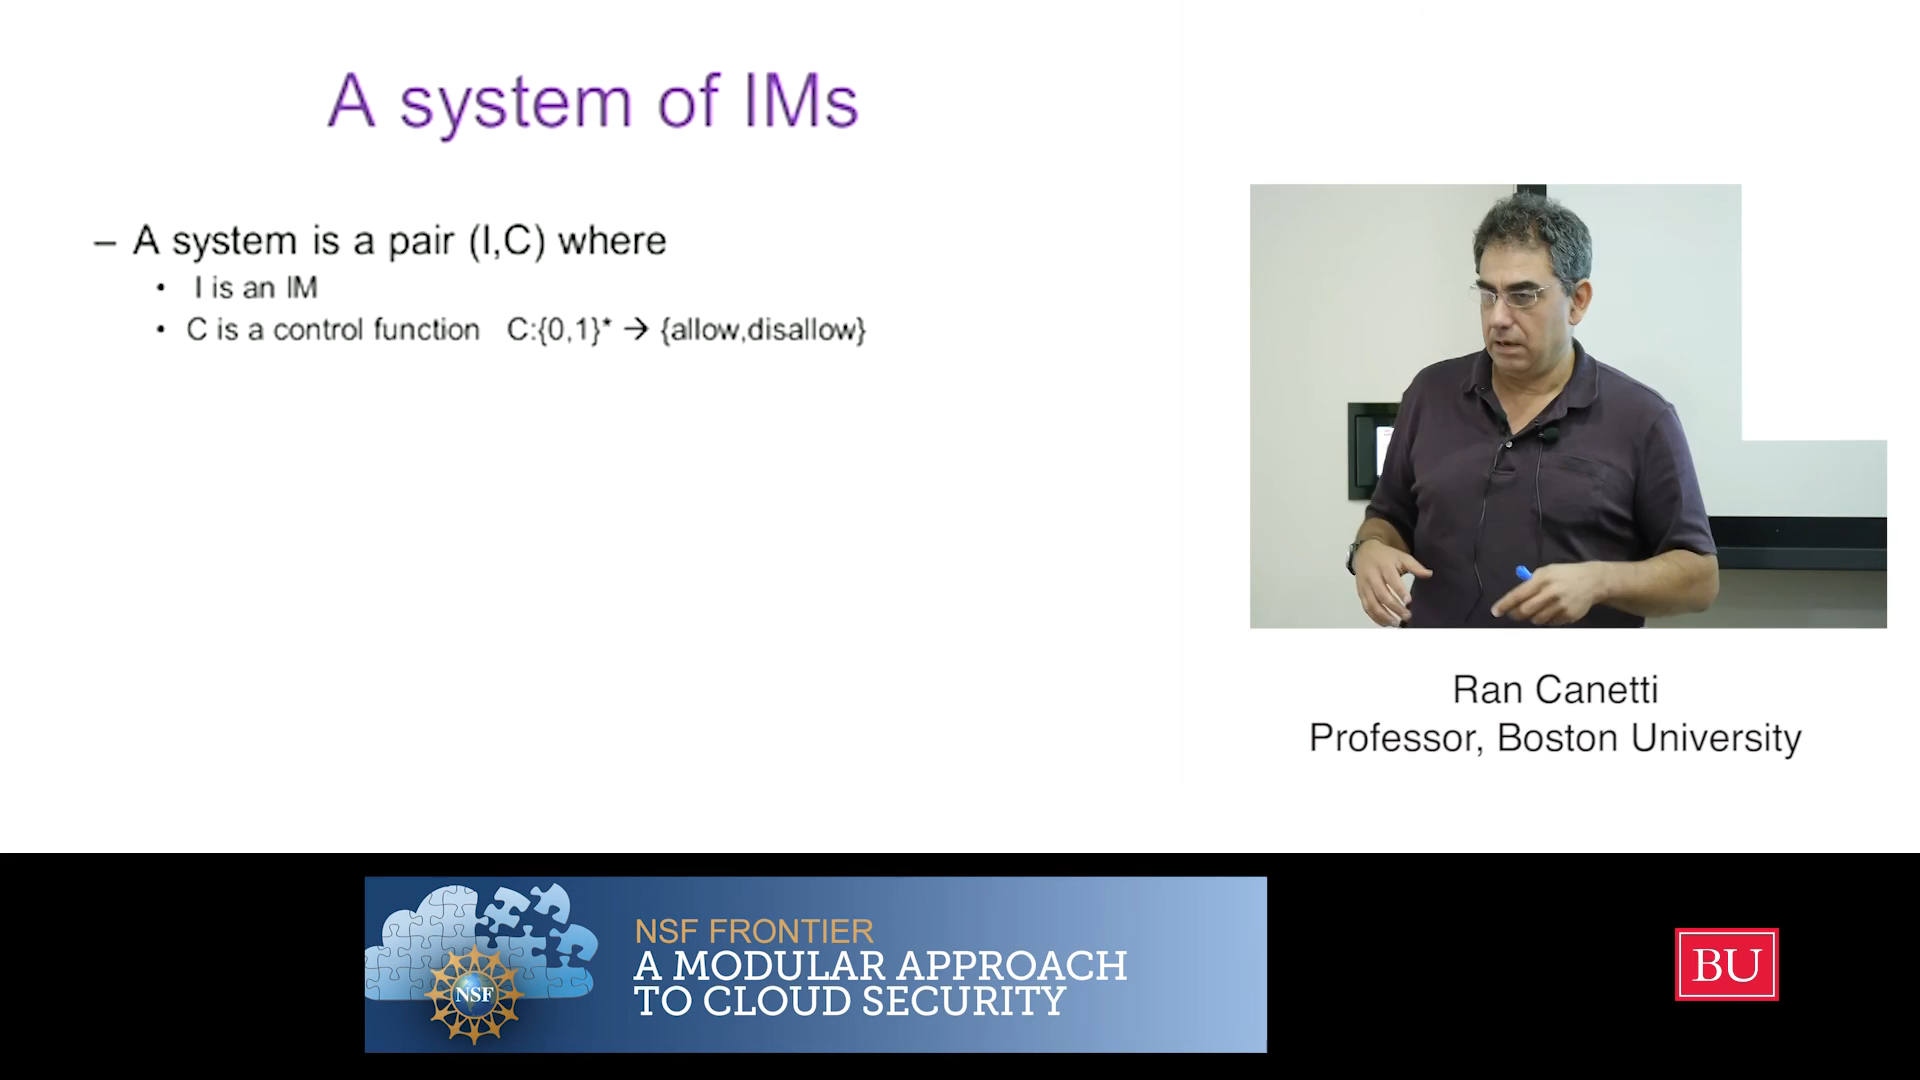 A system of IMs
– A system is a pair (I,C) where
• I is an IM
• C is a control function C:{0,1}* → {allow,disallow}
Ran Canetti
Professor, Boston University
NSF FRONTIER
A MODULAR APPROACH
TO CLOUD SECURITY
NSF
BU